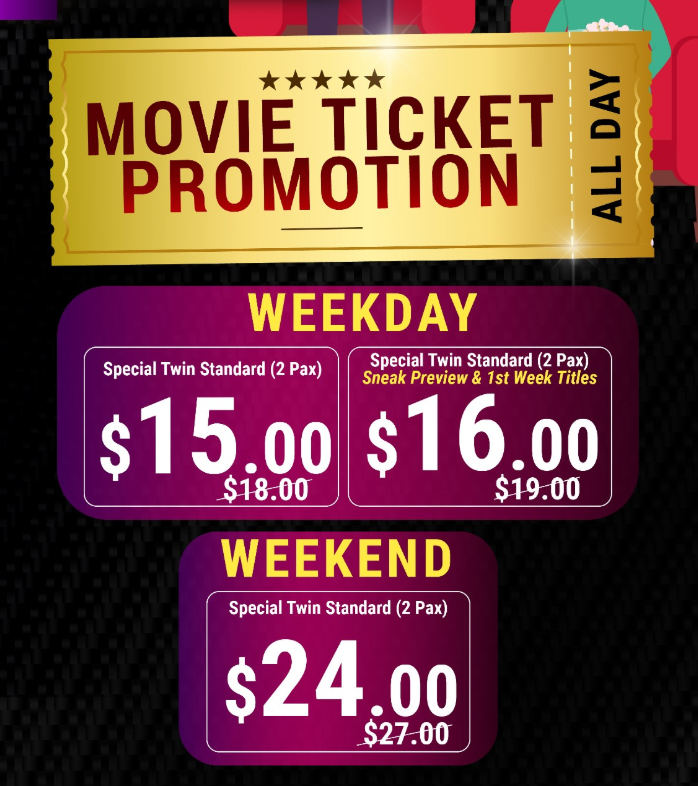 ★★★★★
MOVIE TICKET
PROMOTION
ALL DAY
WEEKDAY
Special Twin Standard (2 Pax)
$15.00
$18.00
Special Twin Standard (2 Pax)
Sneak Preview & 1st Week Titles
$16.00
$19.00
WEEKEND
Special Twin Standard (2 Pax)
$24.00
$27.00